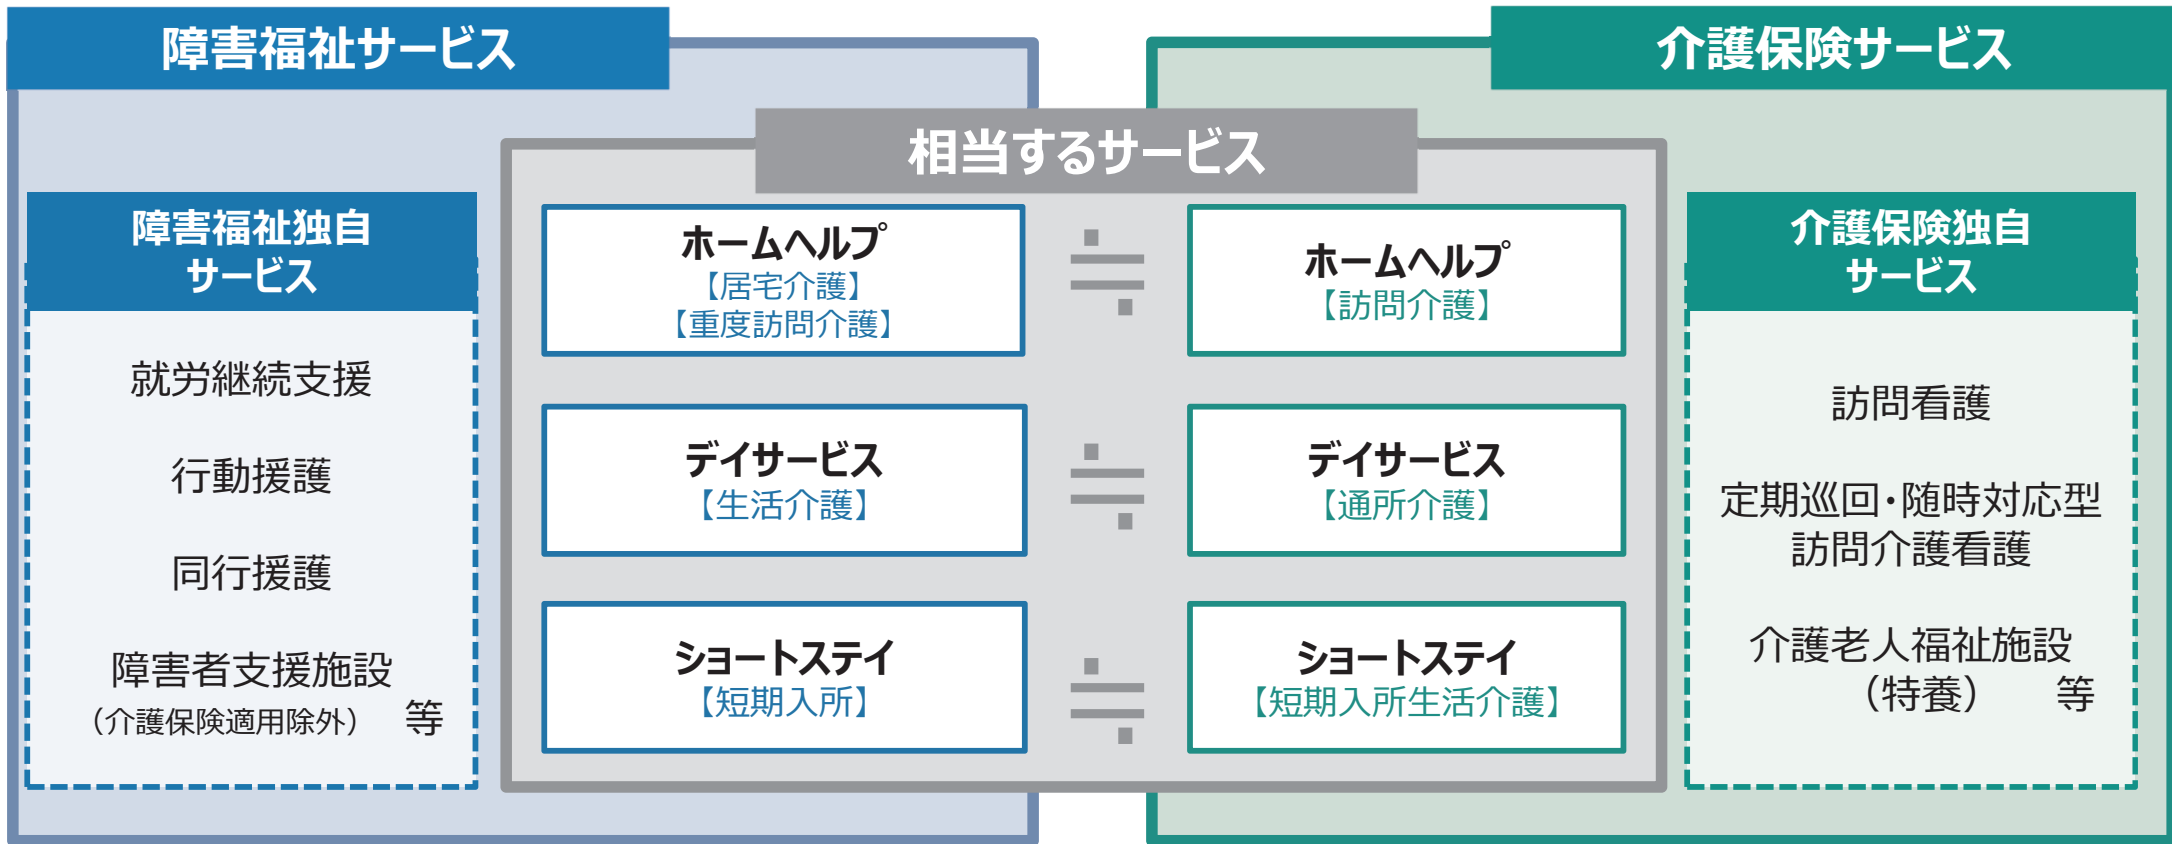 障害福祉サービス
介護保険サービス
相当するサービス
障害福祉独自
サービス
就労継続支援
行動援護
同行援護
障害者支援施設
（介護保険適用除外） 等
ホームヘルプ
【居宅介護】
【重度訪問介護】
≒
ホームヘルプ
【訪問介護】
デイサービス
【生活介護】
≒
デイサービス
【通所介護】
ショートステイ
【短期入所】
≒
ショートステイ
【短期入所生活介護】
介護保険独自
サービス
訪問看護
定期巡回・随時対応型
訪問介護看護
介護老人福祉施設
（特養） 等